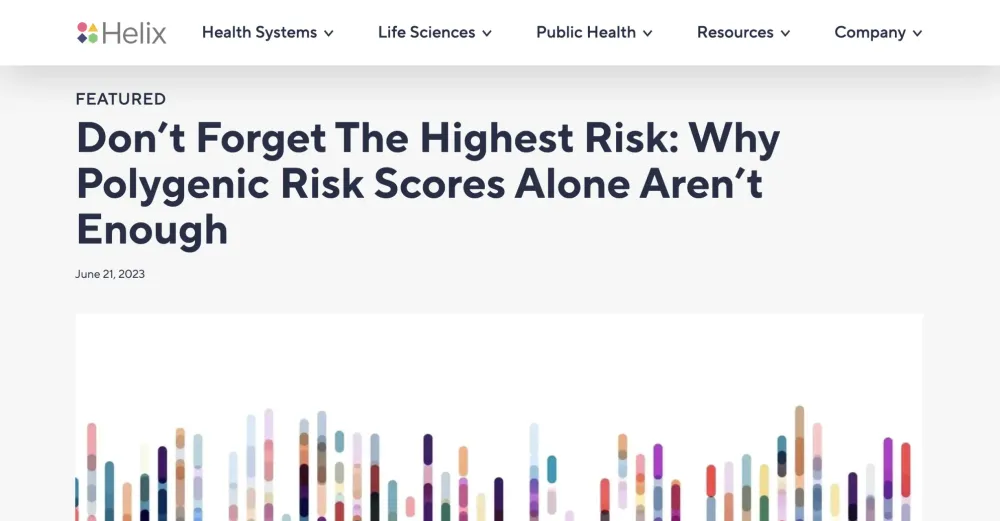 Helix
Health Systems
Life Sciences
Public Health
Resources
Company
FEATURED
Don’t Forget The Highest Risk: Why
Polygenic Risk Scores Alone Aren’t
Enough
June 21, 2023